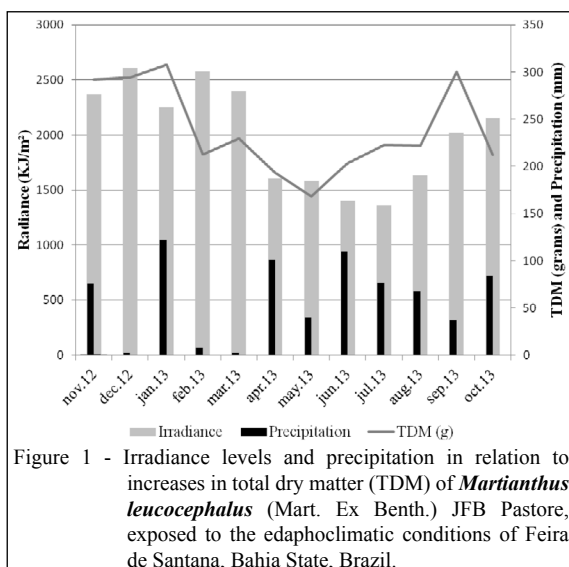 3000
2500
2000
1500
1000
500
0
Radiance (KJ/m²)
350
300
250
200
150
100
50
0
TDM (grams) and Precipitation (mm)
nov.12
dec.12
jan.13
feb.13
mar.13
apr.13
may.13
jun.13
jul.13
aug.13
sep.13
oct.13
Irradiance
Precipitation
TDM (g)
Figure 1 - Irradiance levels and precipitation in relation to
increases in total dry matter (TDM) of Martianthus
leucocephalus (Mart. Ex Benth.) JFB Pastore,
exposed to the edaphoclimatic conditions of Feira
de Santana, Bahia State, Brazil.